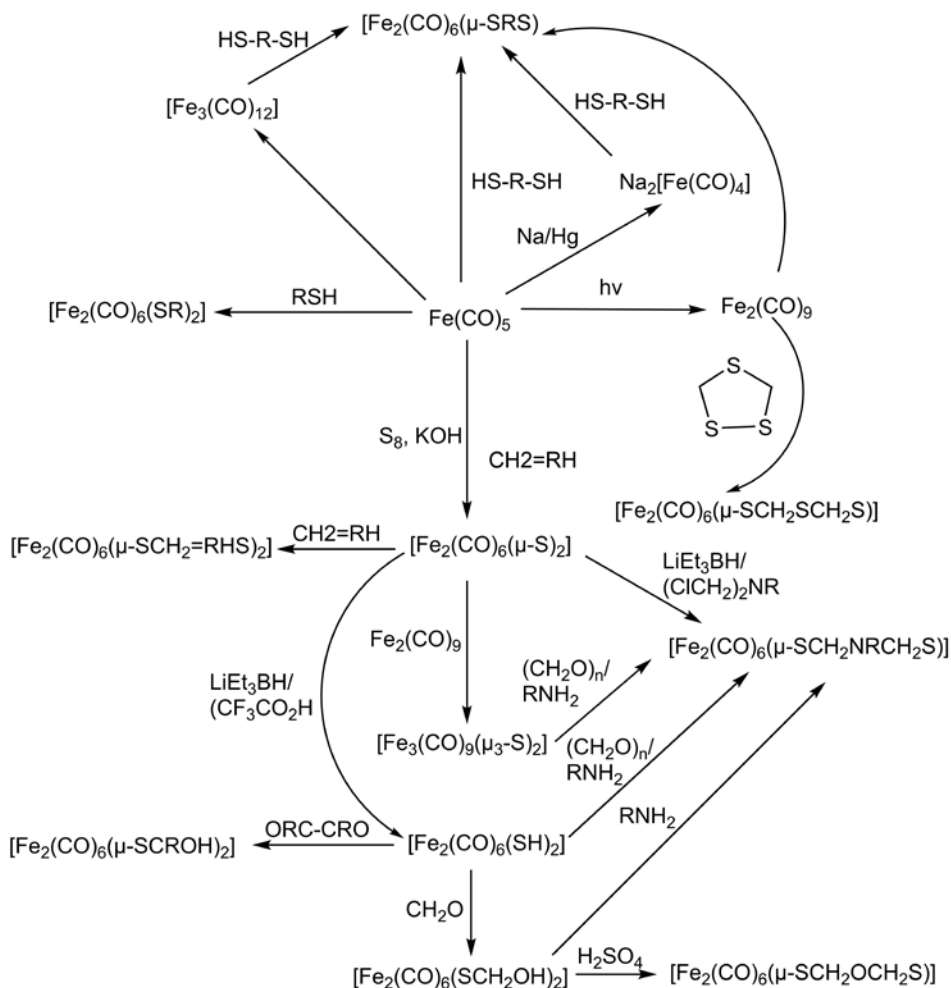 [Fe₂(CO)₆(μ-SRS)
HS-R-SH
[Fe₃(CO)₁₂]
HS-R-SH
HS-R-SH
Na₂[Fe(CO)₄]
Na/Hg
[Fe₂(CO)₆(SR)₂]
RSH
Fe(CO)₅
hν
Fe₂(CO)₉
S
S
S
S₈, KOH
CH2=RH
[Fe₂(CO)₆(μ-SCH₂SCH₂S)]
[Fe₂(CO)₆(μ-SCH₂=RHS)₂]
CH2=RH
[Fe₂(CO)₆(μ-S)₂]
LiEt₃BH/
(ClCH₂)₂NR
Fe₂(CO)₉
[Fe₂(CO)₆(μ-SCH₂NRCH₂S)]
LiEt₃BH/
(CF₃CO₂H
(CH₂O)ₙ/
RNH₂
[Fe₃(CO)₉(μ₃-S)₂]
(CH₂O)ₙ/
RNH₂
RNH₂
[Fe₂(CO)₆(μ-SCROH)₂]
ORC-CRO
[Fe₂(CO)₆(SH)₂]
CH₂O
[Fe₂(CO)₆(SCH₂OH)₂]
H₂SO₄
[Fe₂(CO)₆(μ-SCH₂OCH₂S)]